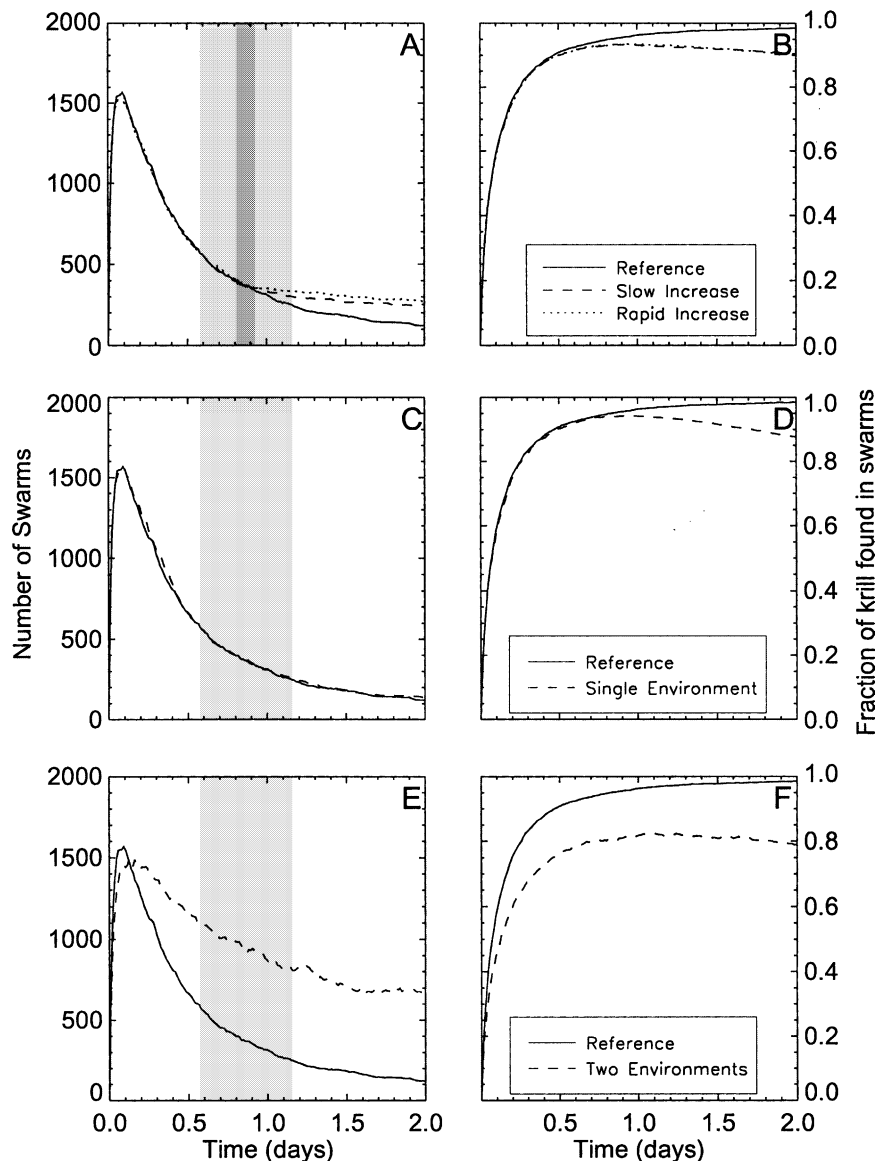 2000
1500
1000
500
0
A
B
1.0
0.8
0.6
0.4
0.2
0.0
Reference
Slow Increase
Rapid Increase
2000
1500
1000
500
0
C
D
1.0
0.8
0.6
0.4
0.2
0.0
Reference
Single Environment
Number of Swarms
Fraction of krill found in swarms
2000
1500
1000
500
0
E
F
1.0
0.8
0.6
0.4
0.2
0.0
Reference
Two Environments
0.0 0.5 1.0 1.5 2.0
0.5 1.0 1.5 2.0
Time (days)
Time (days)